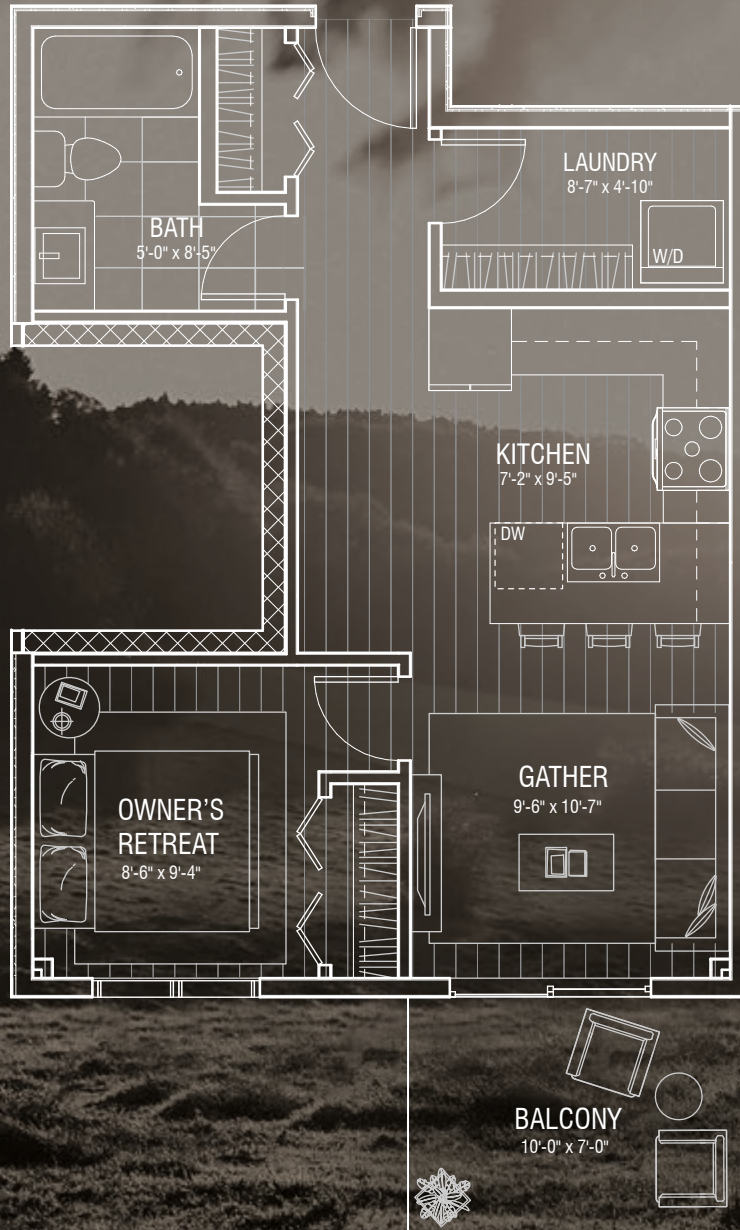 LAUNDRY
8'-7" x 4'-10"
W/D
BATH
5'-0" x 8'-5"
KITCHEN
7'-2" x 9'-5"
DW
GATHER
9'-6" x 10'-7"
OWNER'S
RETREAT
8'-6" x 9'-4"
BALCONY
10'-0" x 7'-0"